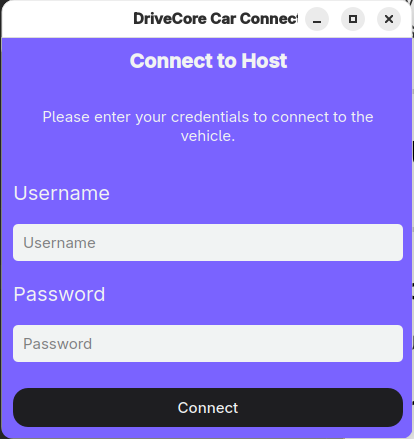 DriveCore Car Connect
Connect to Host
Please enter your credentials to connect to the
vehicle.
Username
Username
Password
Password
Connect